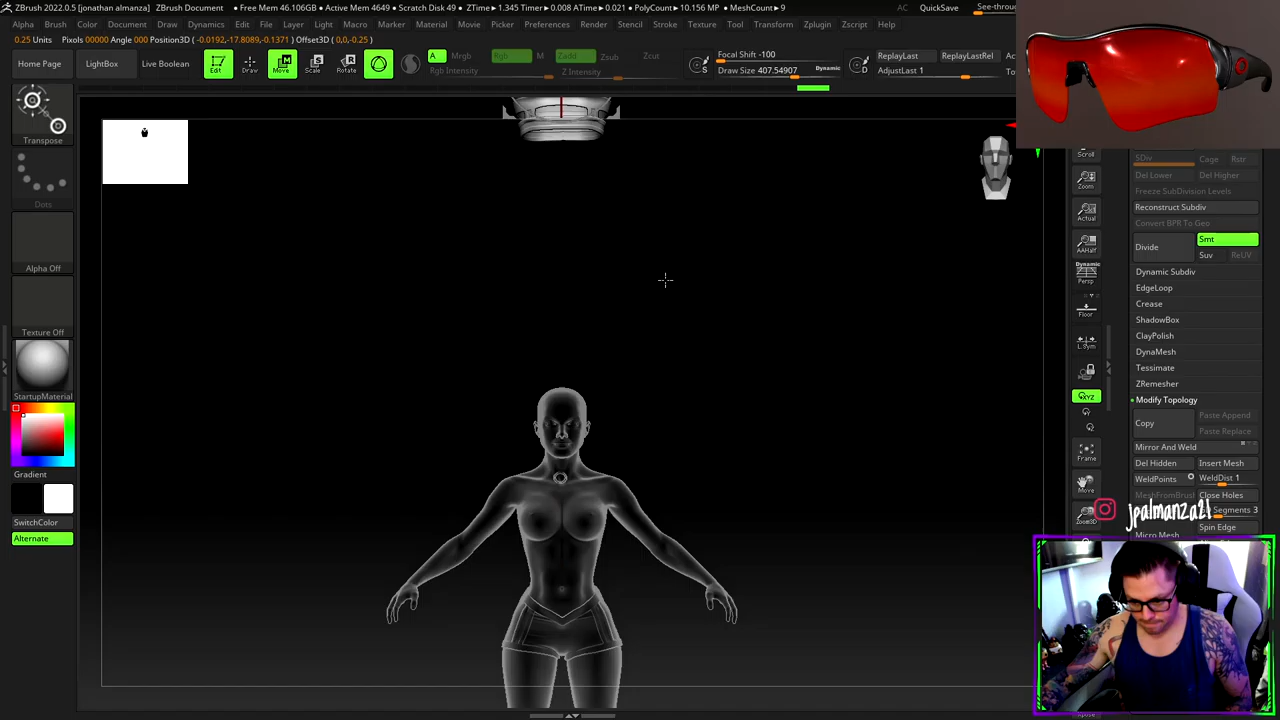 ZBrush 2022.0.5 [jonathan almanza] ZBrush Document • Free Mem 46.106GB • Active Mem 4649 • Scratch Disk 49 • ZTime▸1.345 Timer▸0.008 ATime▸0.021 • PolyCount▸10.156 MP • MeshCount▸9 AC QuickSave See-through
Alpha Brush Color Document Draw Dynamics Edit File Layer Light Macro Marker Material Movie Picker Preferences Render Stencil Stroke Texture Tool Transform Zplugin Zscript Help
0.25 Units Pixels 00000 Angle 000 Position3D ( -0.0192,-17.8089,-0.1371 ) Offset3D ( 0,0,-0.25 )
Home Page LightBox Live Boolean Edit Draw Move Scale Rotate
A Mrgb Rgb M Zadd Zsub Zcut
Rgb Intensity Z Intensity
Focal Shift -100
Draw Size 407.54907 Dynamic
S D
ReplayLast ReplayLastRel
AdjustLast 1
Transpose
Dots
Alpha Off
Texture Off
StartupMaterial
Gradient
SwitchColor
Alternate
Scroll
Zoom
Actual
AAHalf
Dynamic
Persp
Floor
L.Sym
XYZ
Frame
Move
Zoom3D
SDiv Cage Rstr
Del Lower Del Higher
Freeze SubDivision Levels
Reconstruct Subdiv
Convert BPR To Geo
Divide Smt
Suv ReUV
Dynamic Subdiv
EdgeLoop
Crease
ShadowBox
ClayPolish
DynaMesh
Tessimate
ZRemesher
Modify Topology
Copy Paste Append
Paste Replace
Mirror And Weld
Del Hidden Insert Mesh
WeldPoints WeldDist 1
MeshFromBrush Close Holes
Segments 3
Spin Edge
Micro Mesh
jpalmanza21